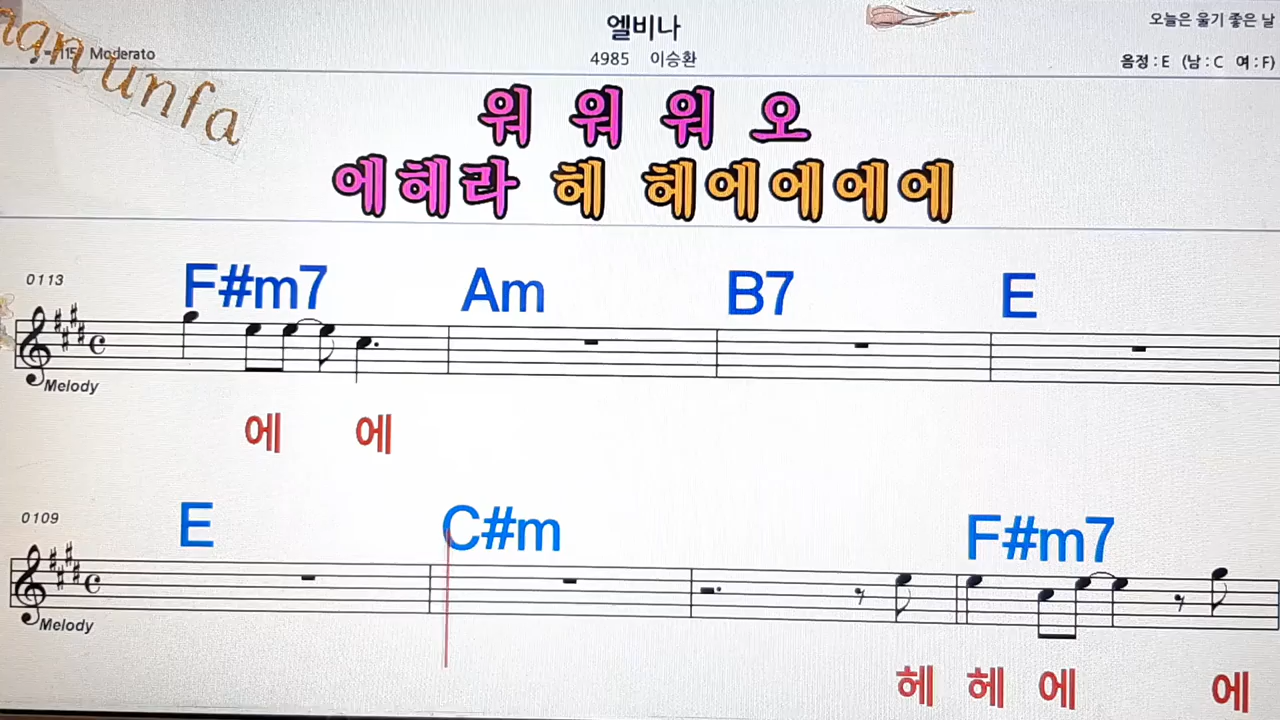 엘비나
오늘은 울기 좋은 날
=115 Moderato
4985 이승환
음정 : E (남 : C 여 : F)
unfa
워 워 워 오
에헤라 헤 헤에에에에
0113
F#m7 Am B7 E
Melody
에 에
0109
E C#m F#m7
Melody
헤 헤 에 에